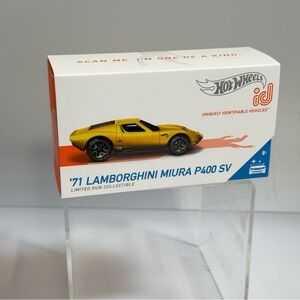 SCAN ME. I'M ONE OF A KIND
Hot Wheels
id
UNIQUELY IDENTIFIABLE VEHICLES
'71 LAMBORGHINI MIURA P400 SV
LIMITED RUN COLLECTIBLE